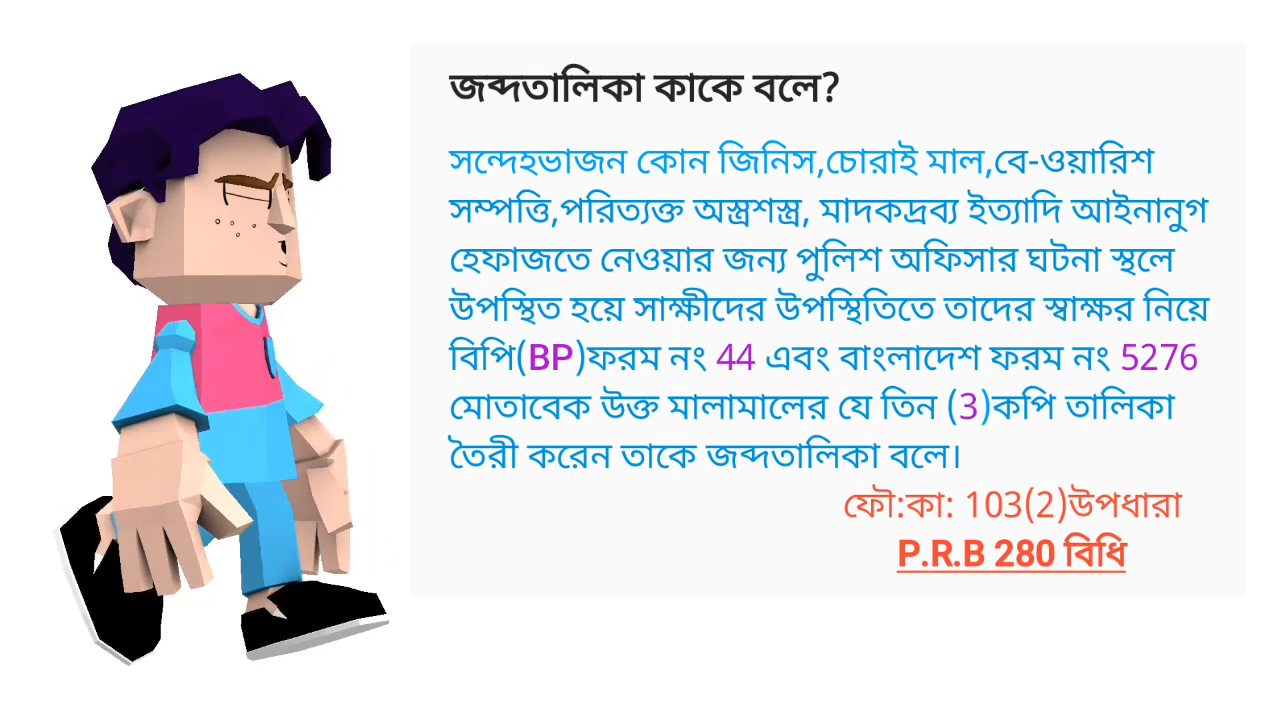 জব্দতালিকা কাকে বলে?
সন্দেহভাজন কোন জিনিস,চোরাই মাল,বে-ওয়ারিশ
সম্পত্তি,পরিত্যক্ত অস্ত্রশস্ত্র, মাদকদ্রব্য ইত্যাদি আইনানুগ
হেফাজতে নেওয়ার জন্য পুলিশ অফিসার ঘটনা স্থলে
উপস্থিত হয়ে সাক্ষীদের উপস্থিতিতে তাদের স্বাক্ষর নিয়ে
বিপি(BP)ফরম নং 44 এবং বাংলাদেশ ফরম নং 5276
মোতাবেক উক্ত মালামালের যে তিন (3)কপি তালিকা
তৈরী করেন তাকে জব্দতালিকা বলে।
ফৌ:কা: 103(2)উপধারা
P.R.B 280 বিধি